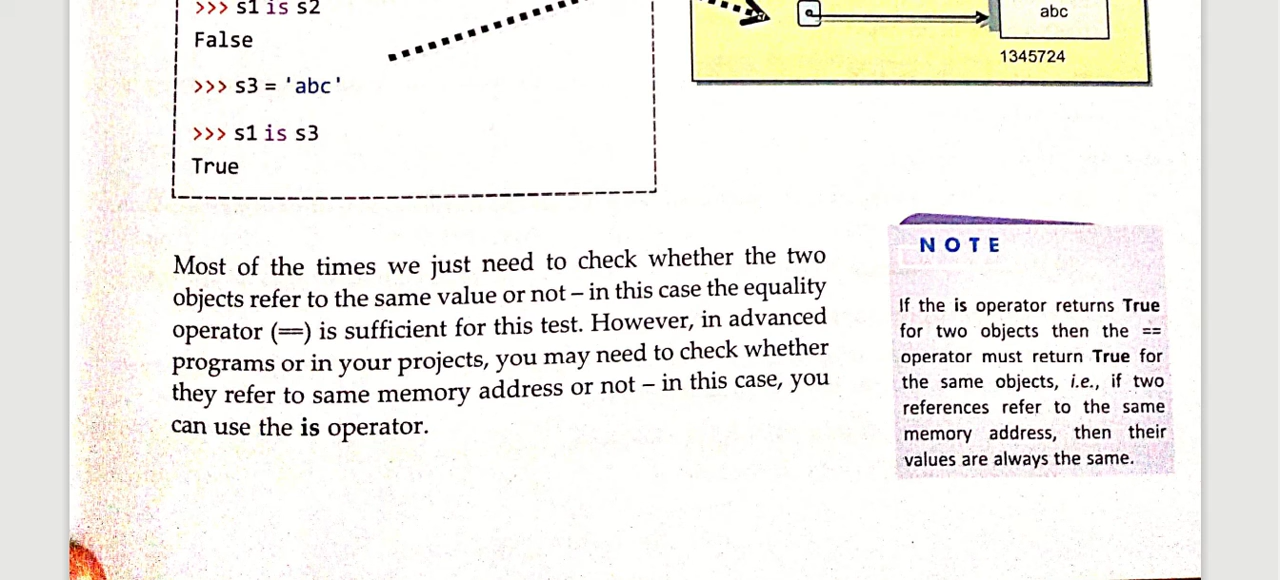 >>> s1 is s2
False
>>> s3 = 'abc'
>>> s1 is s3
True
a
abc
1345724
Most of the times we just need to check whether the two
objects refer to the same value or not – in this case the equality
operator (==) is sufficient for this test. However, in advanced
programs or in your projects, you may need to check whether
they refer to same memory address or not – in this case, you
can use the is operator.
NOTE
If the is operator returns True
for two objects then the ==
operator must return True for
the same objects, i.e., if two
references refer to the same
memory address, then their
values are always the same.